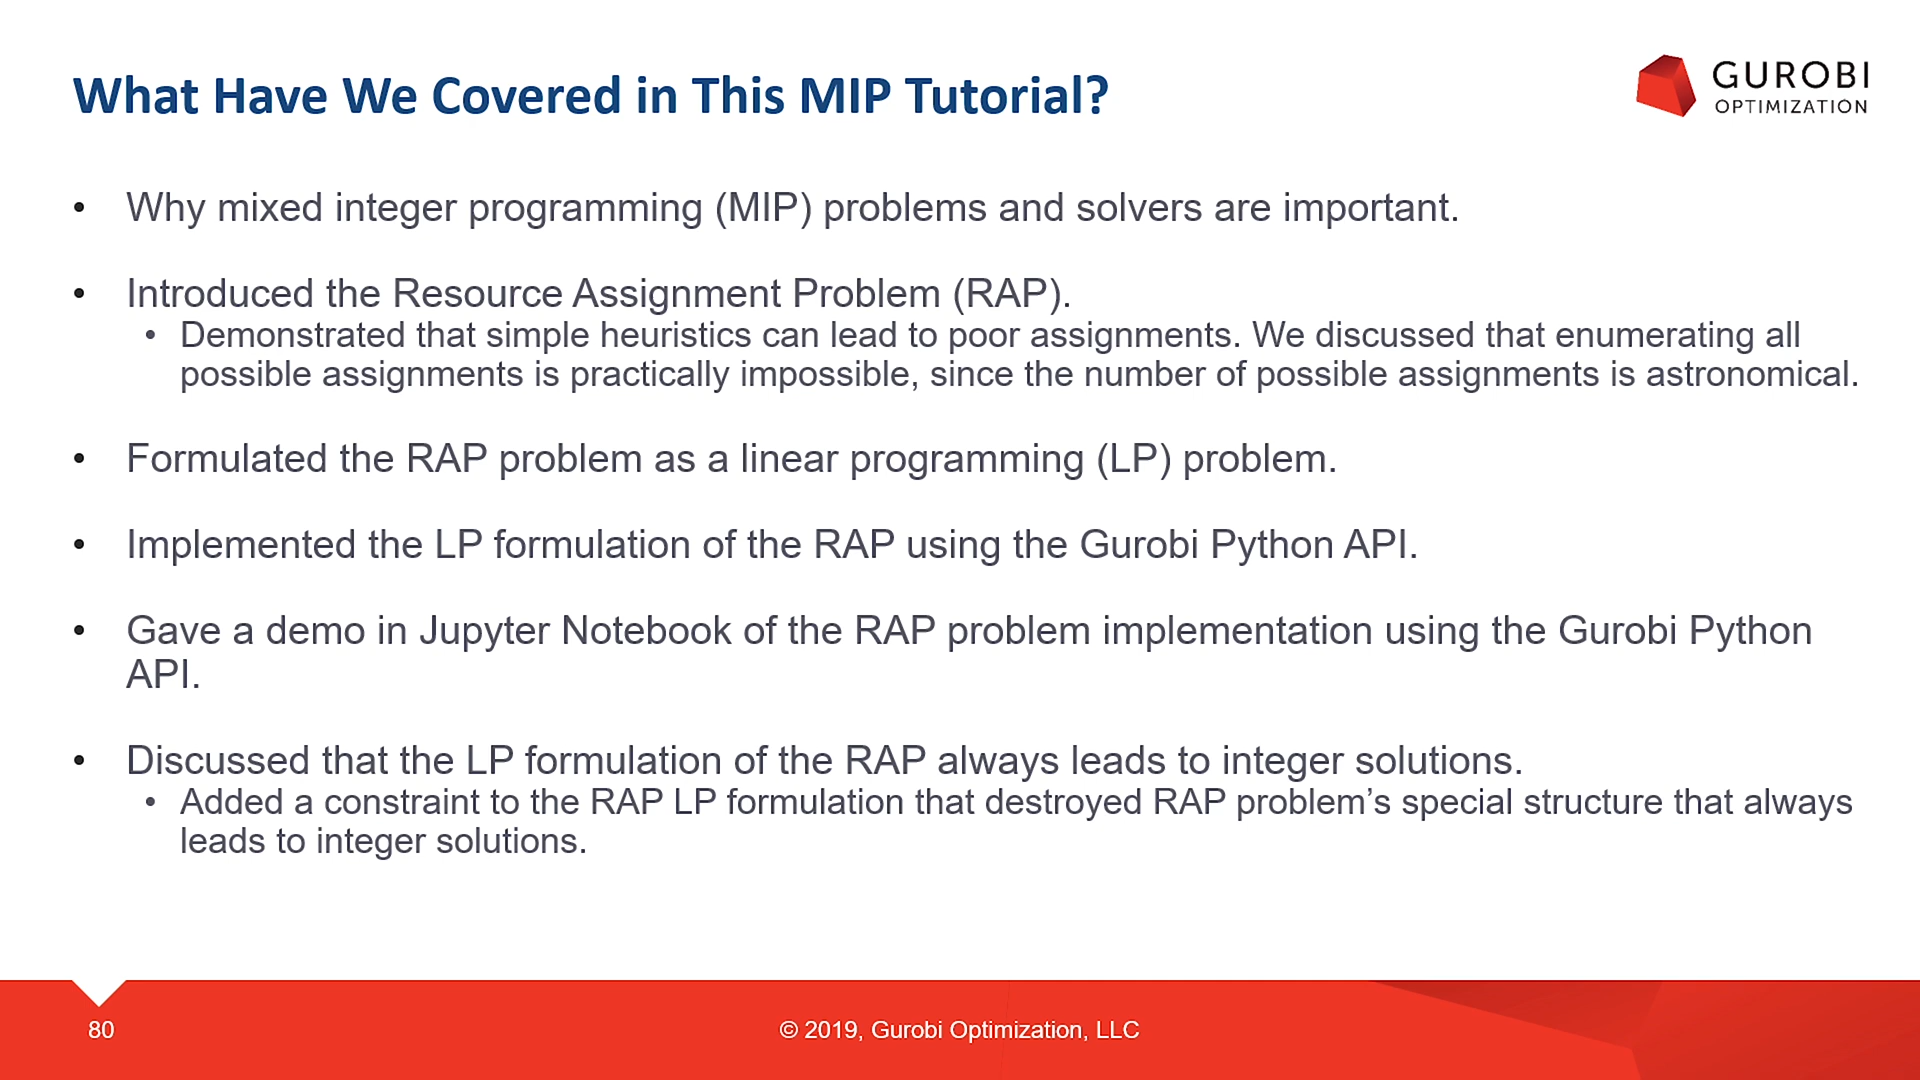 What Have We Covered in This MIP Tutorial?
GUROBI
OPTIMIZATION
• Why mixed integer programming (MIP) problems and solvers are important.
• Introduced the Resource Assignment Problem (RAP).
• Demonstrated that simple heuristics can lead to poor assignments. We discussed that enumerating all
possible assignments is practically impossible, since the number of possible assignments is astronomical.
• Formulated the RAP problem as a linear programming (LP) problem.
• Implemented the LP formulation of the RAP using the Gurobi Python API.
• Gave a demo in Jupyter Notebook of the RAP problem implementation using the Gurobi Python
API.
• Discussed that the LP formulation of the RAP always leads to integer solutions.
• Added a constraint to the RAP LP formulation that destroyed RAP problem’s special structure that always
leads to integer solutions.
80
© 2019, Gurobi Optimization, LLC